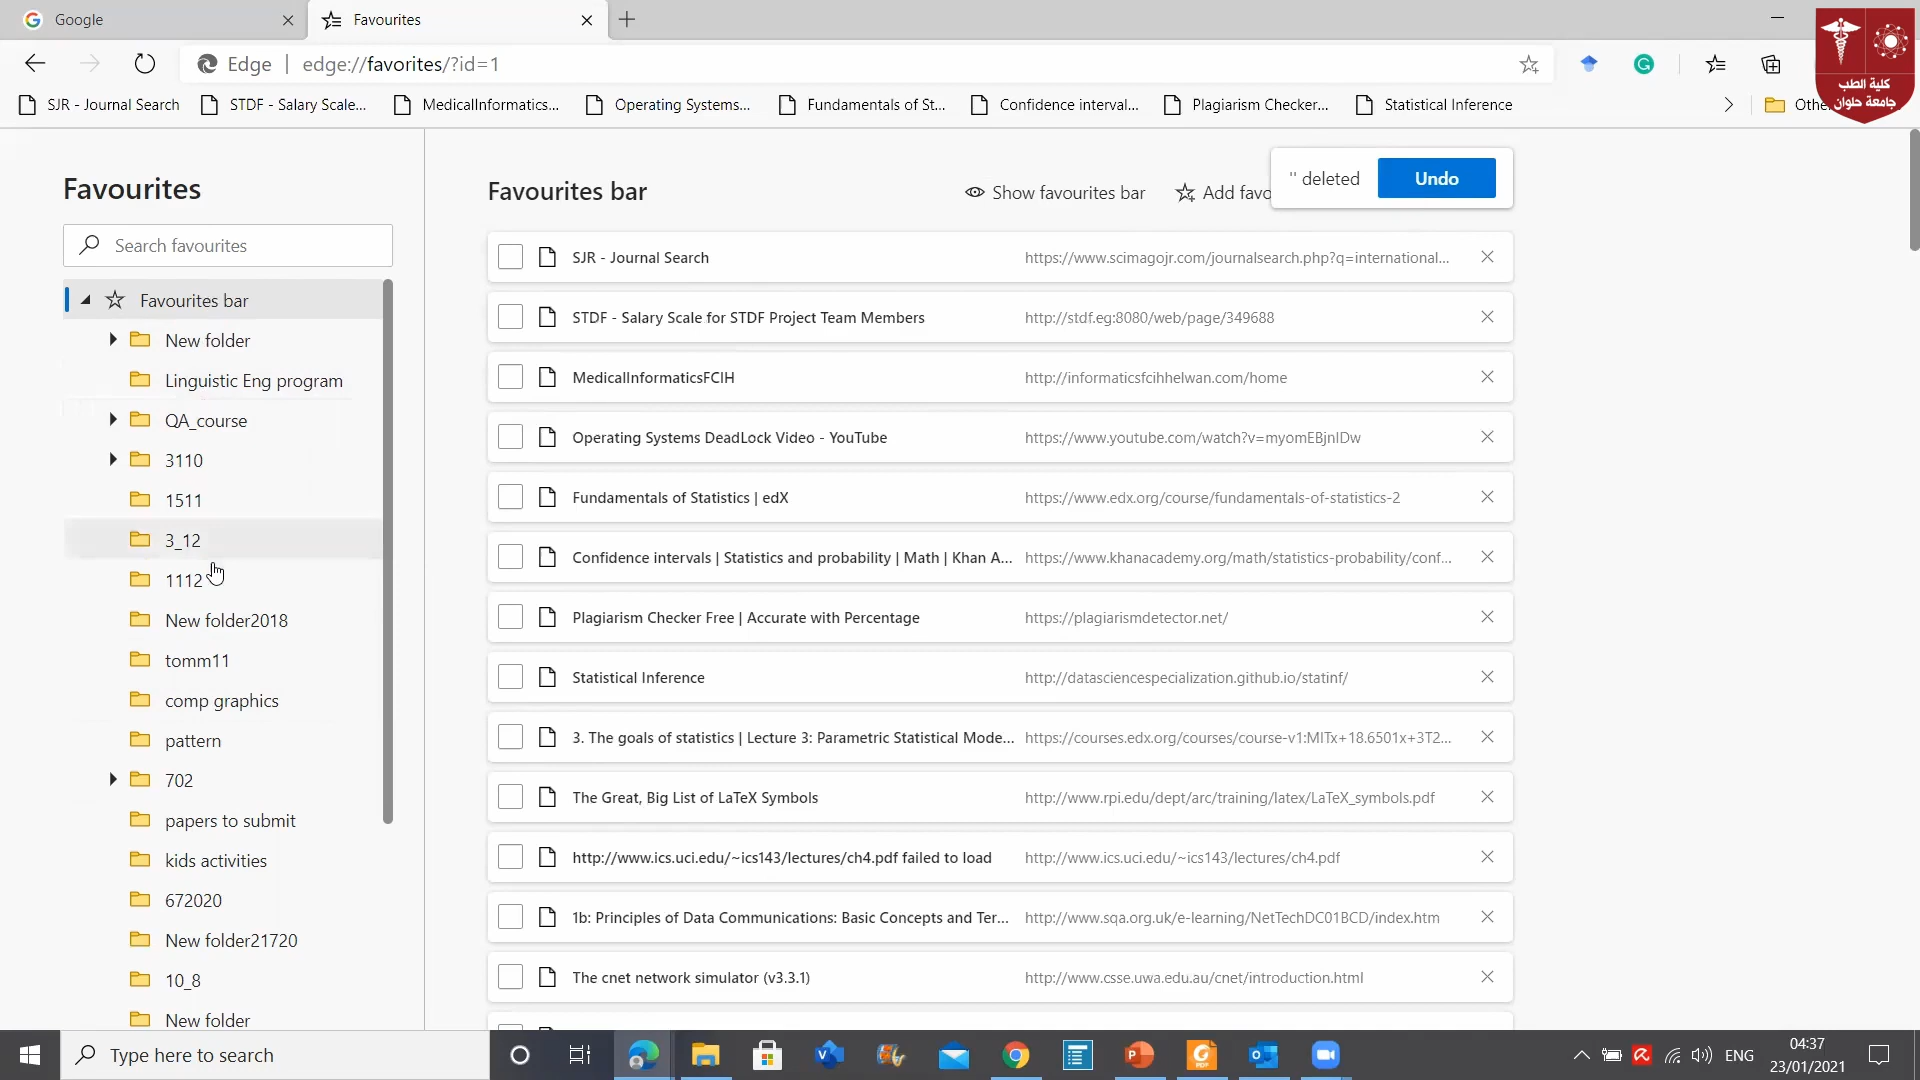 Google
Favourites
Edge | edge://favorites/?id=1
SJR - Journal Search
STDF - Salary Scale...
MedicalInformatics...
Operating Systems...
Fundamentals of St...
Confidence interval...
Plagiarism Checker...
Statistical Inference
كلية الطب
جامعة حلوان
Favourites
Search favourites
Favourites bar
New folder
Linguistic Eng program
QA_course
3110
1511
3_12
1112
New folder2018
tomm11
comp graphics
pattern
702
papers to submit
kids activities
672020
New folder21720
10_8
New folder
Favourites bar
Show favourites bar
Add favo
'' deleted
Undo
SJR - Journal Search https://www.scimagojr.com/journalsearch.php?q=international...
STDF - Salary Scale for STDF Project Team Members http://stdf.eg:8080/web/page/349688
MedicalInformaticsFCIH http://informaticsfcihhelwan.com/home
Operating Systems DeadLock Video - YouTube https://www.youtube.com/watch?v=myomEBjnIDw
Fundamentals of Statistics | edX https://www.edx.org/course/fundamentals-of-statistics-2
Confidence intervals | Statistics and probability | Math | Khan A... https://www.khanacademy.org/math/statistics-probability/conf...
Plagiarism Checker Free | Accurate with Percentage https://plagiarismdetector.net/
Statistical Inference http://datasciencespecialization.github.io/statinf/
3. The goals of statistics | Lecture 3: Parametric Statistical Mode... https://courses.edx.org/courses/course-v1:MITx+18.6501x+3T2...
The Great, Big List of LaTeX Symbols http://www.rpi.edu/dept/arc/training/latex/LaTeX_symbols.pdf
http://www.ics.uci.edu/~ics143/lectures/ch4.pdf failed to load http://www.ics.uci.edu/~ics143/lectures/ch4.pdf
1b: Principles of Data Communications: Basic Concepts and Ter... http://www.sqa.org.uk/e-learning/NetTechDC01BCD/index.htm
The cnet network simulator (v3.3.1) http://www.csse.uwa.edu.au/cnet/introduction.html
Type here to search
ENG
04:37
23/01/2021